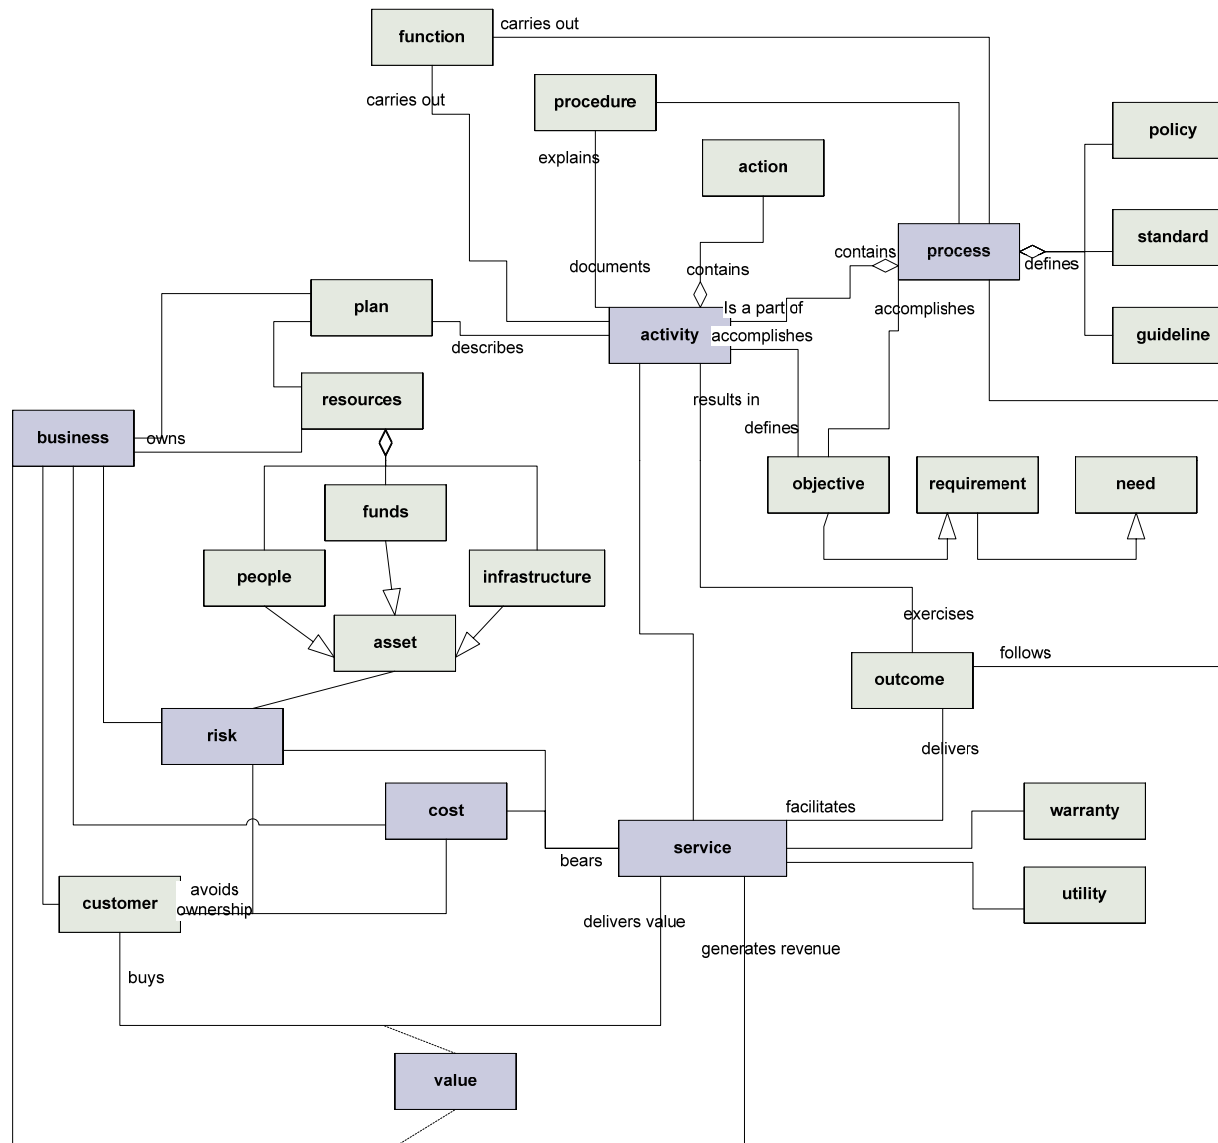 carries out
function
procedure
carries out
policy
explains
action
standard
contains
process
documents
contains
defines
plan
Is a part of
accomplishes
activity
accomplishes
guideline
describes
resources
results in
business
owns
defines
objective
requirement
need
funds
people
infrastructure
exercises
asset
follows
outcome
risk
delivers
facilitates
cost
warranty
service
bears
avoids
ownership
customer
utility
delivers value
generates revenue
buys
value